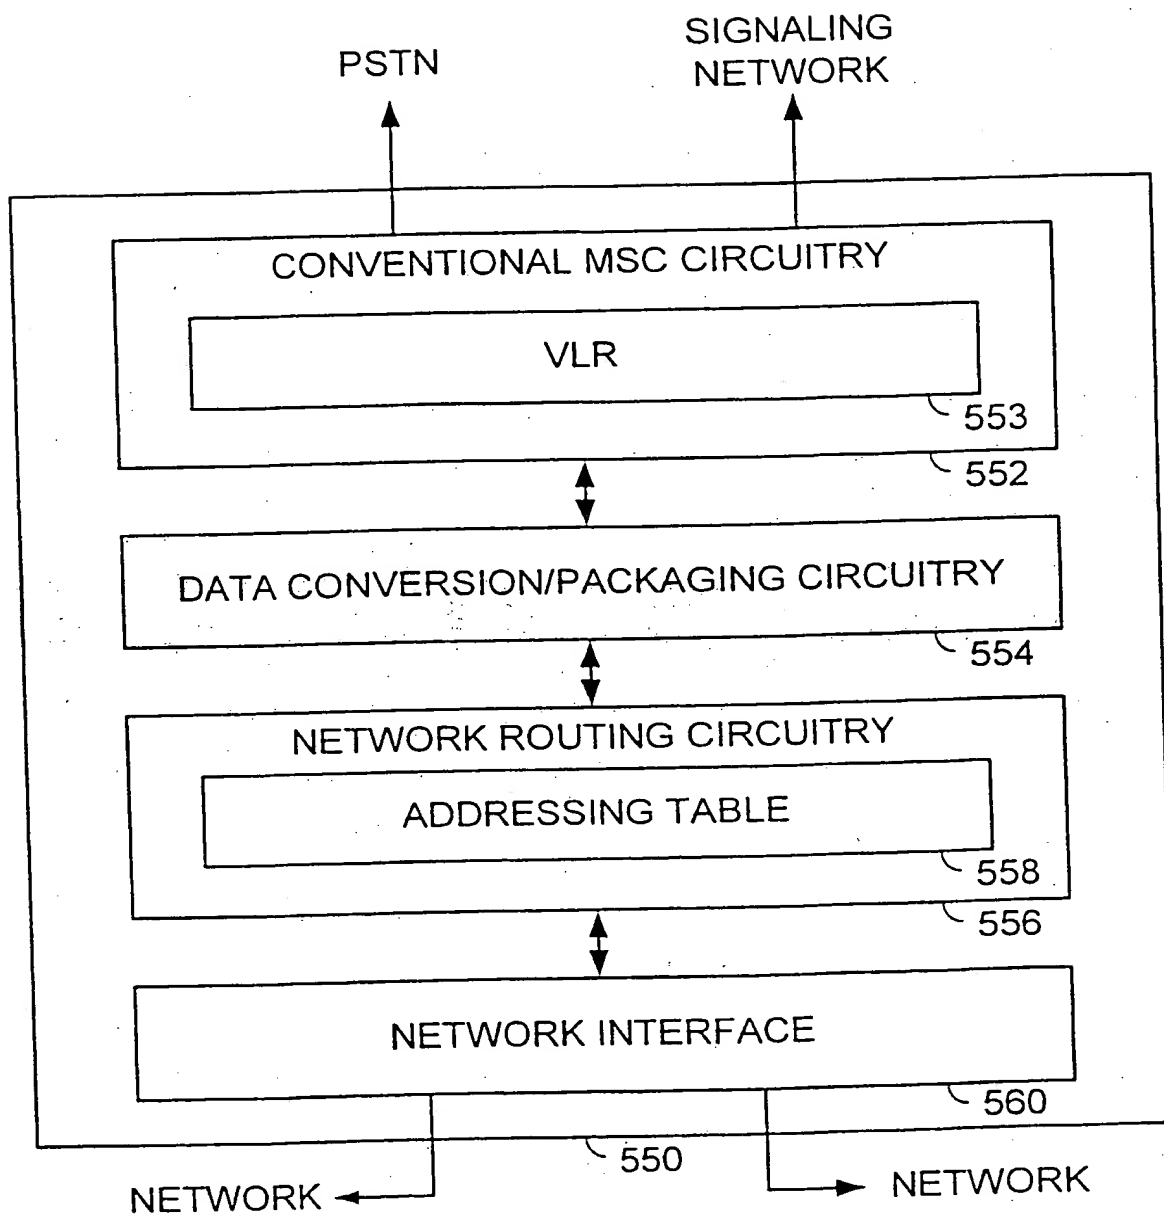 PSTN
SIGNALING
NETWORK
CONVENTIONAL MSC CIRCUITRY
VLR
553
552
DATA CONVERSION/PACKAGING CIRCUITRY
554
NETWORK ROUTING CIRCUITRY
ADDRESSING TABLE
558
556
NETWORK INTERFACE
560
550
NETWORK
NETWORK